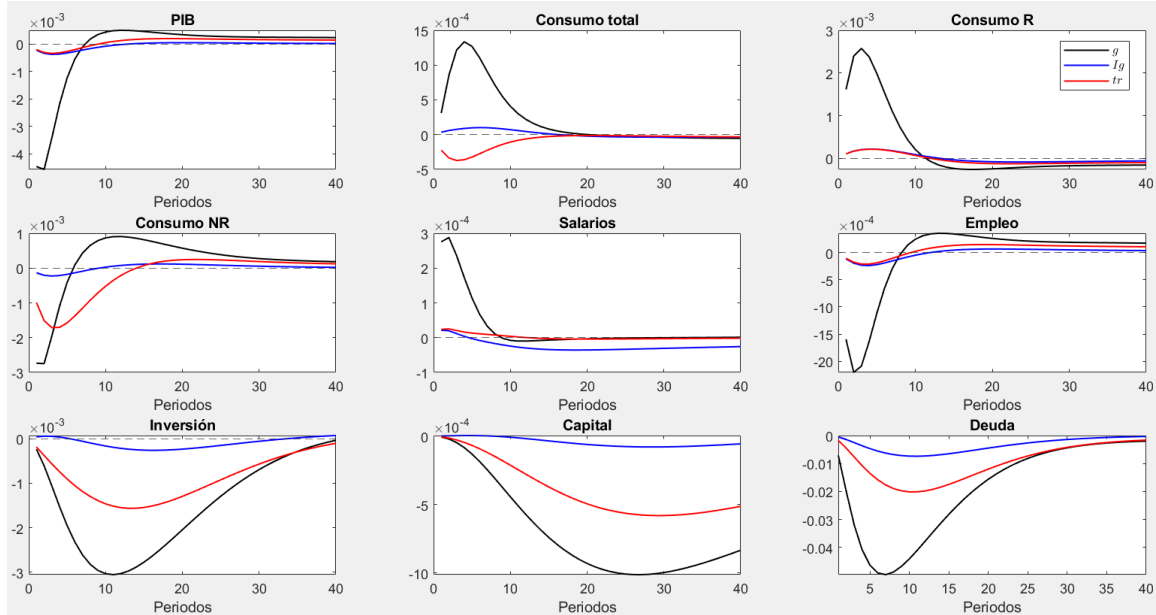 PIB
×10⁻³
0
-1
-2
-3
-4
0 10 20 30 40
Periodos
Consumo total
×10⁻⁴
15
10
5
0
-5
0 10 20 30 40
Periodos
Consumo R
×10⁻³
3
2
1
0
0 10 20 30 40
Periodos
g
Ig
tr
Consumo NR
×10⁻³
1
0
-1
-2
-3
0 10 20 30 40
Periodos
Salarios
×10⁻⁴
3
2
1
0
-1
0 10 20 30 40
Periodos
Empleo
×10⁻⁴
0
-5
-10
-15
-20
0 10 20 30 40
Periodos
Inversión
×10⁻³
0
-1
-2
-3
0 10 20 30 40
Periodos
Capital
×10⁻⁴
0
-5
-10
0 10 20 30 40
Periodos
Deuda
0
-0.01
-0.02
-0.03
-0.04
5 10 15 20 25 30 35 40
Periodos